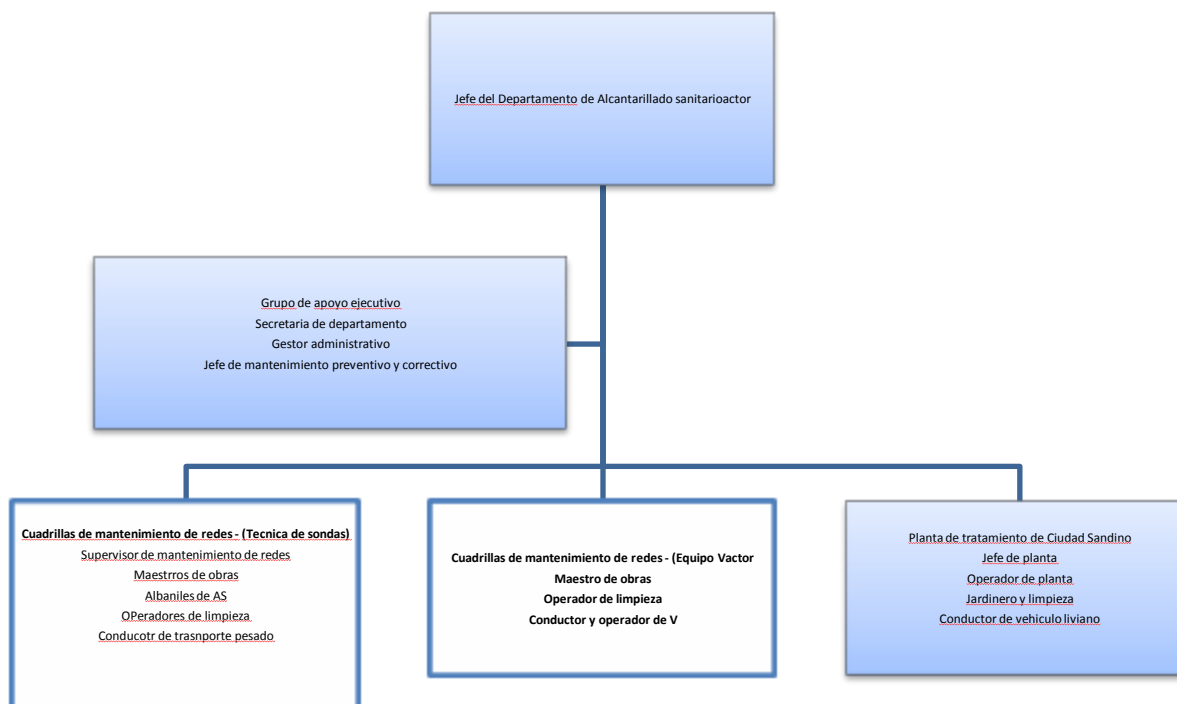 Jefe del Departamento de Alcantarillado sanitarioactor
Grupo de apoyo ejecutivo
Secretaria de departamento
Gestor administrativo
Jefe de mantenimiento preventivo y correctivo
Cuadrillas de mantenimiento de redes - (Tecnica de sondas)
Supervisor de mantenimiento de redes
Maestrros de obras
Albaniles de AS
OPeradores de limpieza
Conducotr de trasnporte pesado
Cuadrillas de mantenimiento de redes - (Equipo Vactor
Maestro de obras
Operador de limpieza
Conductor y operador de V
Planta de tratamiento de Ciudad Sandino
Jefe de planta
Operador de planta
Jardinero y limpieza
Conductor de vehiculo liviano